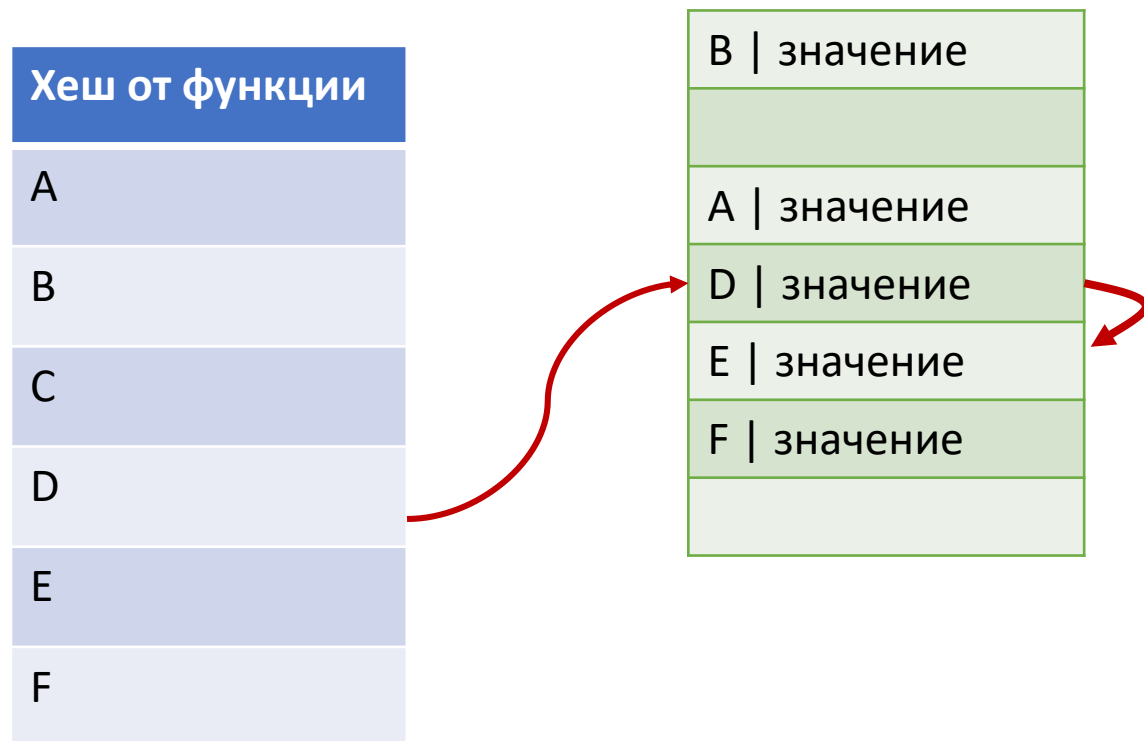 Хеш от функции
A
B
C
D
E
F
B | значение
A | значение
D | значение
E | значение
F | значение